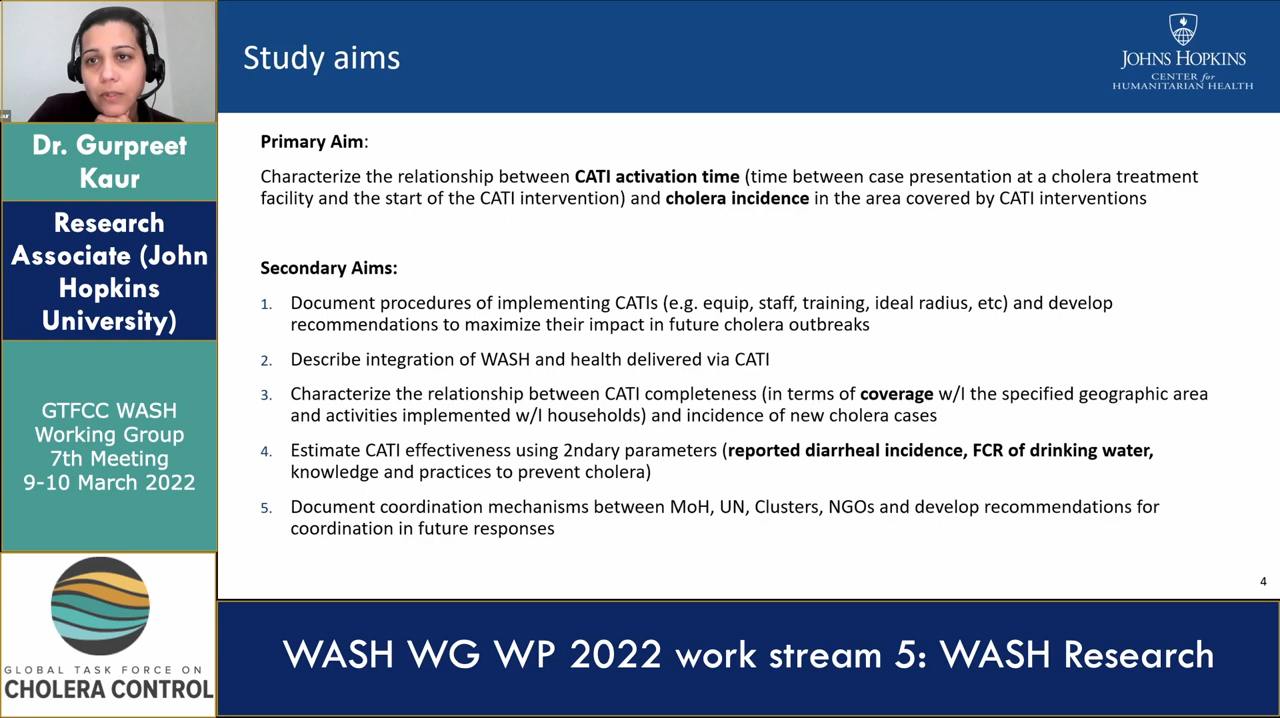 Study aims
JOHNS HOPKINS
CENTER for
HUMANITARIAN HEALTH
Dr. Gurpreet
Kaur
Research
Associate (John
Hopkins
University)
GTFCC WASH
Working Group
7th Meeting
9-10 March 2022
GLOBAL TASK FORCE ON
CHOLERA CONTROL
Primary Aim:
Characterize the relationship between CATI activation time (time between case presentation at a cholera treatment
facility and the start of the CATI intervention) and cholera incidence in the area covered by CATI interventions
Secondary Aims:
1. Document procedures of implementing CATIs (e.g. equip, staff, training, ideal radius, etc) and develop
recommendations to maximize their impact in future cholera outbreaks
2. Describe integration of WASH and health delivered via CATI
3. Characterize the relationship between CATI completeness (in terms of coverage w/I the specified geographic area
and activities implemented w/I households) and incidence of new cholera cases
4. Estimate CATI effectiveness using 2ndary parameters (reported diarrheal incidence, FCR of drinking water,
knowledge and practices to prevent cholera)
5. Document coordination mechanisms between MoH, UN, Clusters, NGOs and develop recommendations for
coordination in future responses
4
WASH WG WP 2022 work stream 5: WASH Research